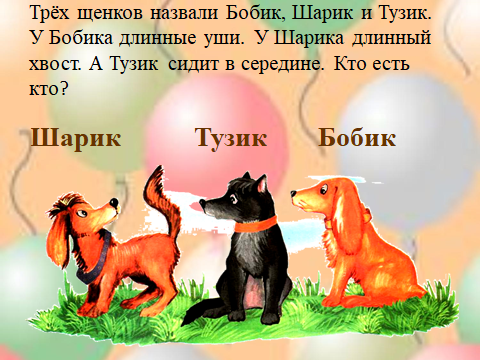 Трёх щенков назвали Бобик, Шарик и Тузик.
У Бобика длинные уши. У Шарика длинный
хвост. А Тузик сидит в середине. Кто есть
кто?
Шарик Тузик Бобик